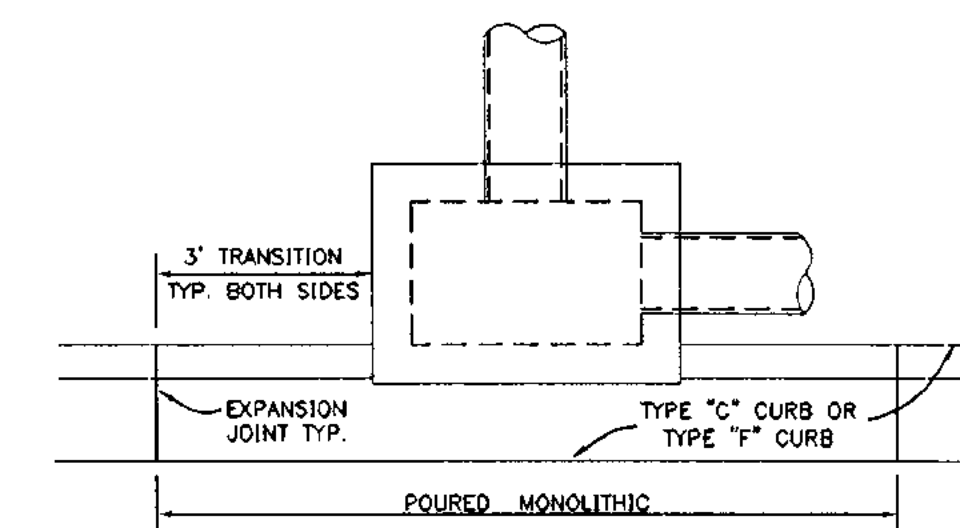 3' TRANSITION
TYP. BOTH SIDES
EXPANSION
JOINT TYP.
TYPE "C" CURB OR
TYPE "F" CURB
POURED MONOLITHIC